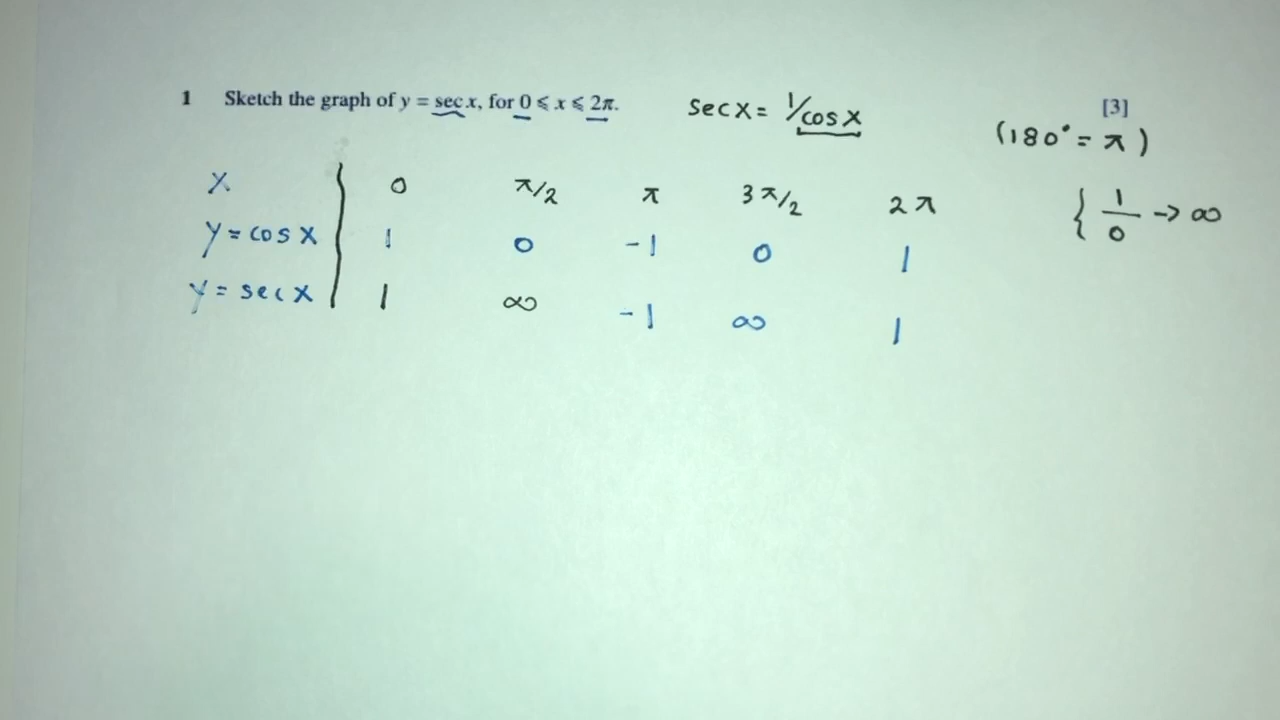 1 Sketch the graph of y = sec x, for 0 ⩽ x ⩽ 2π. [3]
sec x = 1/cos x
(180° = π)
x 0 π/2 π 3π/2 2π
{ 1/0 → ∞
y = cos x 1 0 -1 0 1
y = sec x 1 ∞ -1 ∞ 1